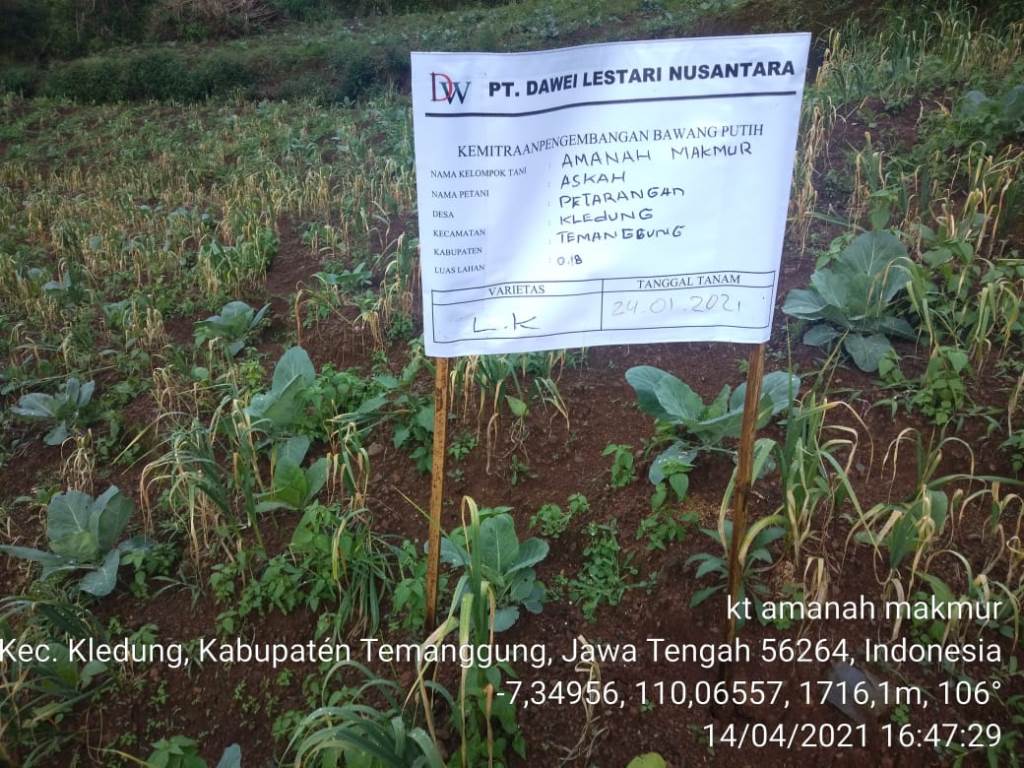 DW PT. DAWEI LESTARI NUSANTARA
KEMITRAANPENGEMBANGAN BAWANG PUTIH
NAMA KELOMPOK TANI : AMANAH MAKMUR
NAMA PETANI : ASKAH
DESA : PETARANGAN
KECAMATAN : KLEDUNG
KABUPATEN : TEMANGGUNG
LUAS LAHAN : 0.18
VARIETAS TANGGAL TANAM
L.K 24.01.2021
kt amanah makmur
Kec. Kledung, Kabupatén Temanggung, Jawa Tengah 56264, Indonesia
-7,34956, 110,06557, 1716,1m, 106°
14/04/2021 16:47:29